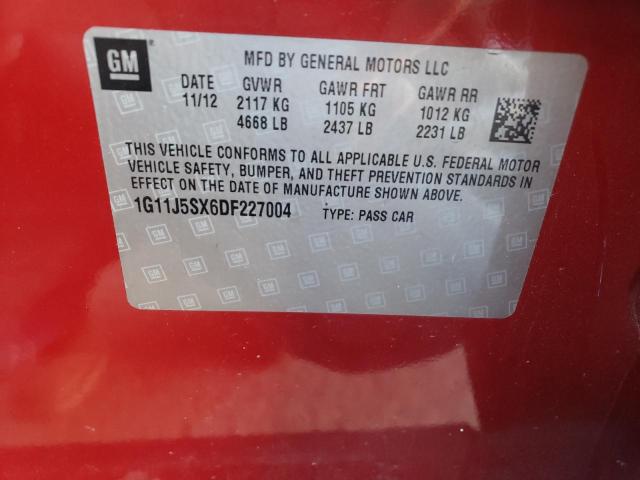 GM
MFD BY GENERAL MOTORS LLC
DATE GVWR GAWR FRT GAWR RR
11/12 2117 KG 1105 KG 1012 KG
4668 LB 2437 LB 2231 LB
THIS VEHICLE CONFORMS TO ALL APPLICABLE U.S. FEDERAL MOTOR
VEHICLE SAFETY, BUMPER, AND THEFT PREVENTION STANDARDS IN
EFFECT ON THE DATE OF MANUFACTURE SHOWN ABOVE.
1G11J5SX6DF227004 TYPE: PASS CAR